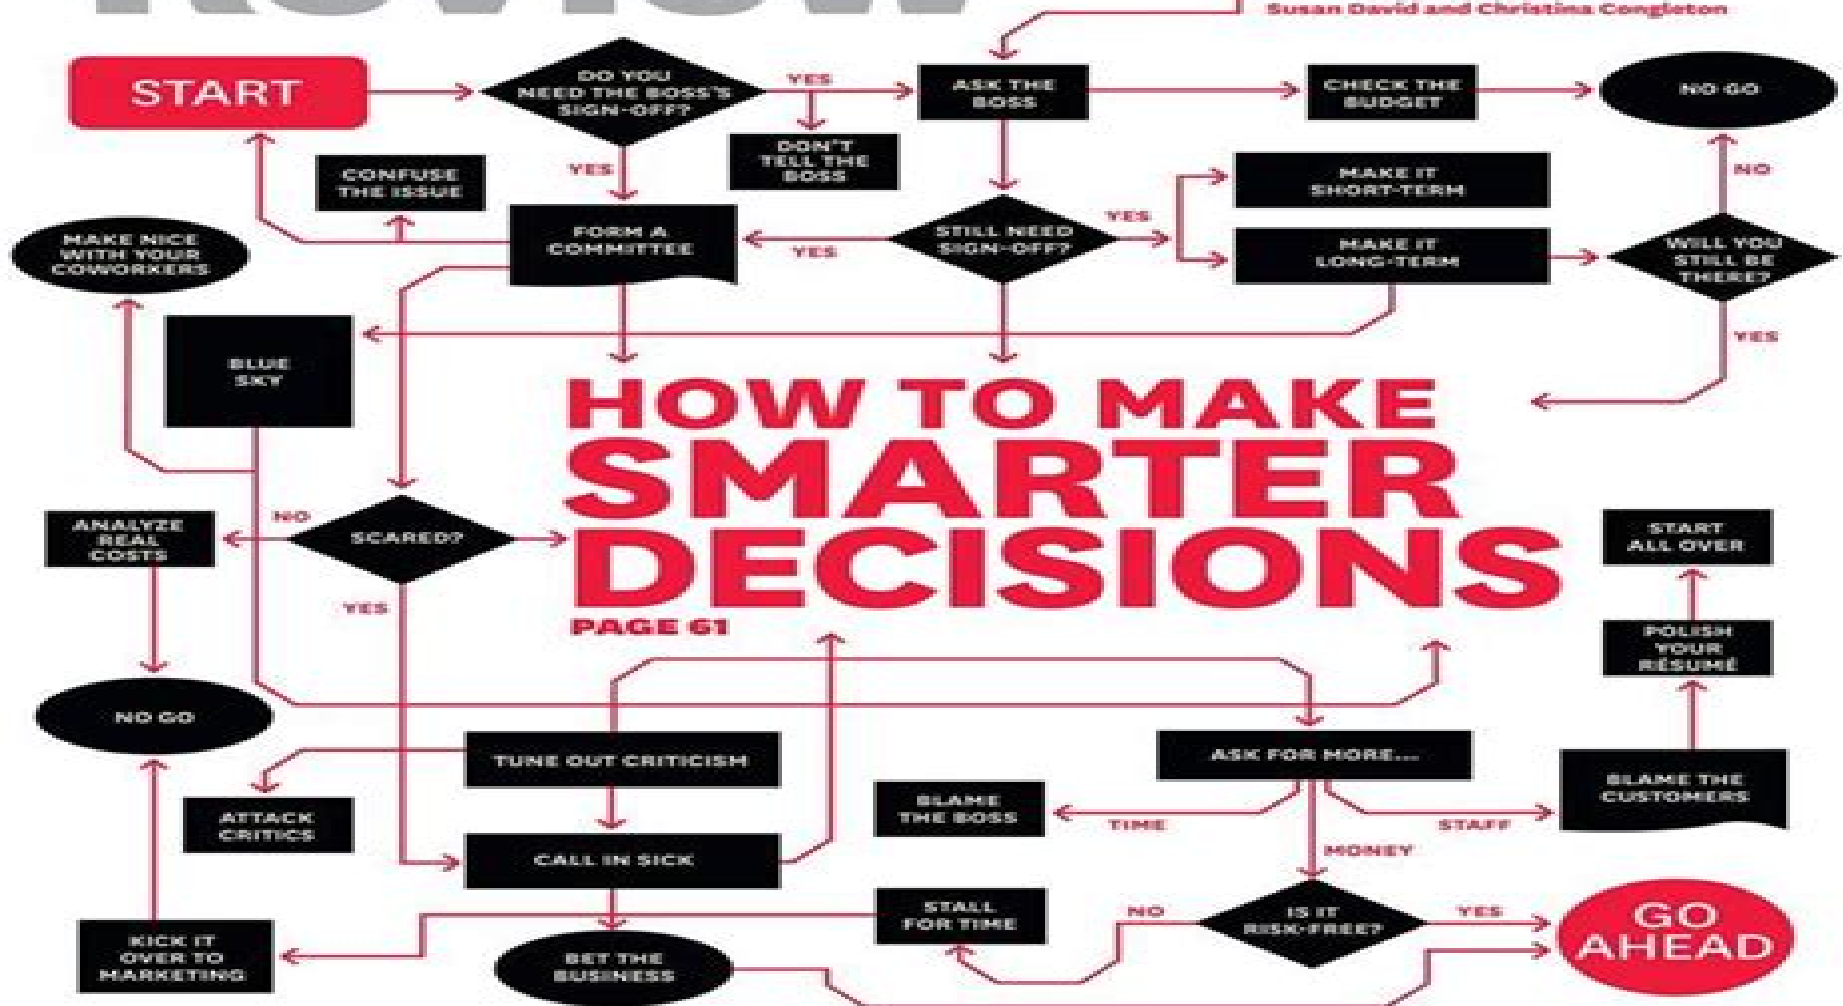 Review
Susan David and Christina Congleton
START
DO YOU
NEED THE BOSS'S
SIGN-OFF?
YES
ASK THE
BOSS
CHECK THE
BUDGET
NO GO
DON'T
TELL THE
BOSS
YES
CONFUSE
THE ISSUE
MAKE IT
SHORT-TERM
NO
MAKE NICE
WITH YOUR
COWORKERS
FORM A
COMMITTEE
YES
STILL NEED
SIGN-OFF?
YES
MAKE IT
LONG-TERM
WILL YOU
STILL BE
THERE?
YES
BLUE
SKY
HOW TO MAKE
SMARTER
DECISIONS
PAGE 61
ANALYZE
REAL
COSTS
NO
SCARED?
YES
START
ALL OVER
POLISH
YOUR
RÉSUMÉ
NO GO
TUNE OUT CRITICISM
ASK FOR MORE...
BLAME THE
CUSTOMERS
ATTACK
CRITICS
BLAME
THE BOSS
TIME
STAFF
MONEY
CALL IN SICK
STALL
FOR TIME
NO
IS IT
RISK-FREE?
YES
GO
AHEAD
KICK IT
OVER TO
MARKETING
BET THE
BUSINESS